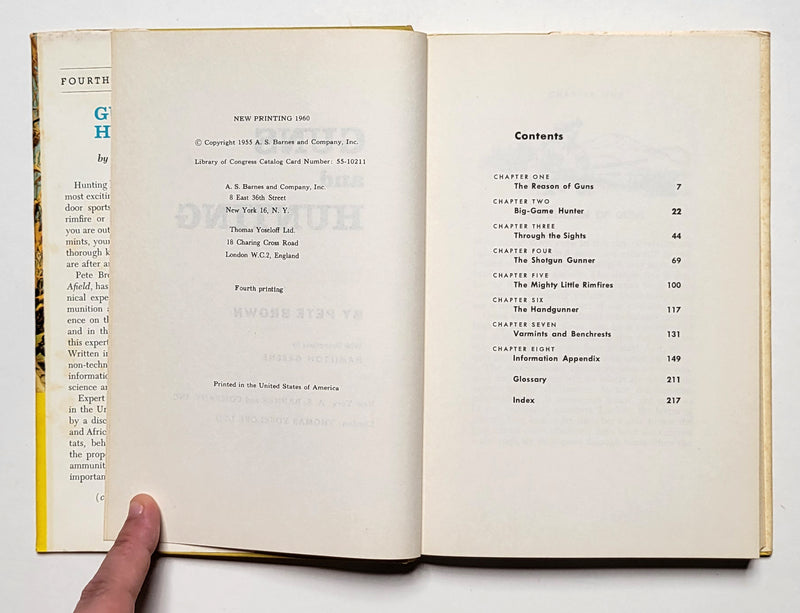 FOURTH
G
H
by
Hunting
most excitin
door sports
rimfire or
you are out
mints, your
thorough k
are after a
Pete Bro
Afield, has
nical expe
munition a
ence on th
and in th
this expert
Written in
non-techn
informatio
science a
Expert
in the Un
by a disc
and Afric
tats, beh
the prop
ammunit
important
(c
NEW PRINTING 1960
© Copyright 1955 A. S. Barnes and Company, Inc.
Library of Congress Catalog Card Number: 55-10211
A. S. Barnes and Company, Inc.
8 East 36th Street
New York 16, N. Y.
Thomas Yoseloff Ltd.
18 Charing Cross Road
London W.C.2, England
Fourth printing
Printed in the United States of America
Contents
CHAPTER ONE
The Reason of Guns 7
CHAPTER TWO
Big-Game Hunter 22
CHAPTER THREE
Through the Sights 44
CHAPTER FOUR
The Shotgun Gunner 69
CHAPTER FIVE
The Mighty Little Rimfires 100
CHAPTER SIX
The Handgunner 117
CHAPTER SEVEN
Varmints and Benchrests 131
CHAPTER EIGHT
Information Appendix 149
Glossary 211
Index 217